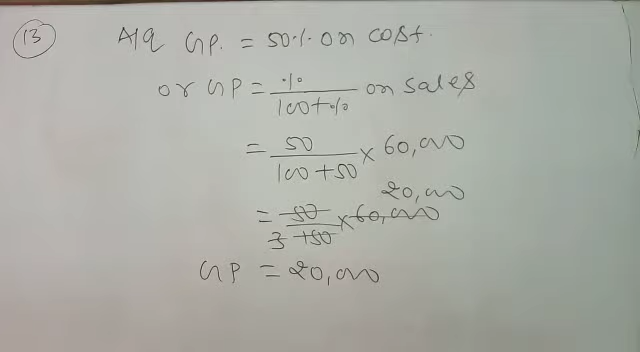 13 A/q GP. = 50% on cost.
or GP = % / 100+% on sales
= 50 / 100+50 × 60,000
20,000
= 50 / 150 × 60,000
3
GP = 20,000